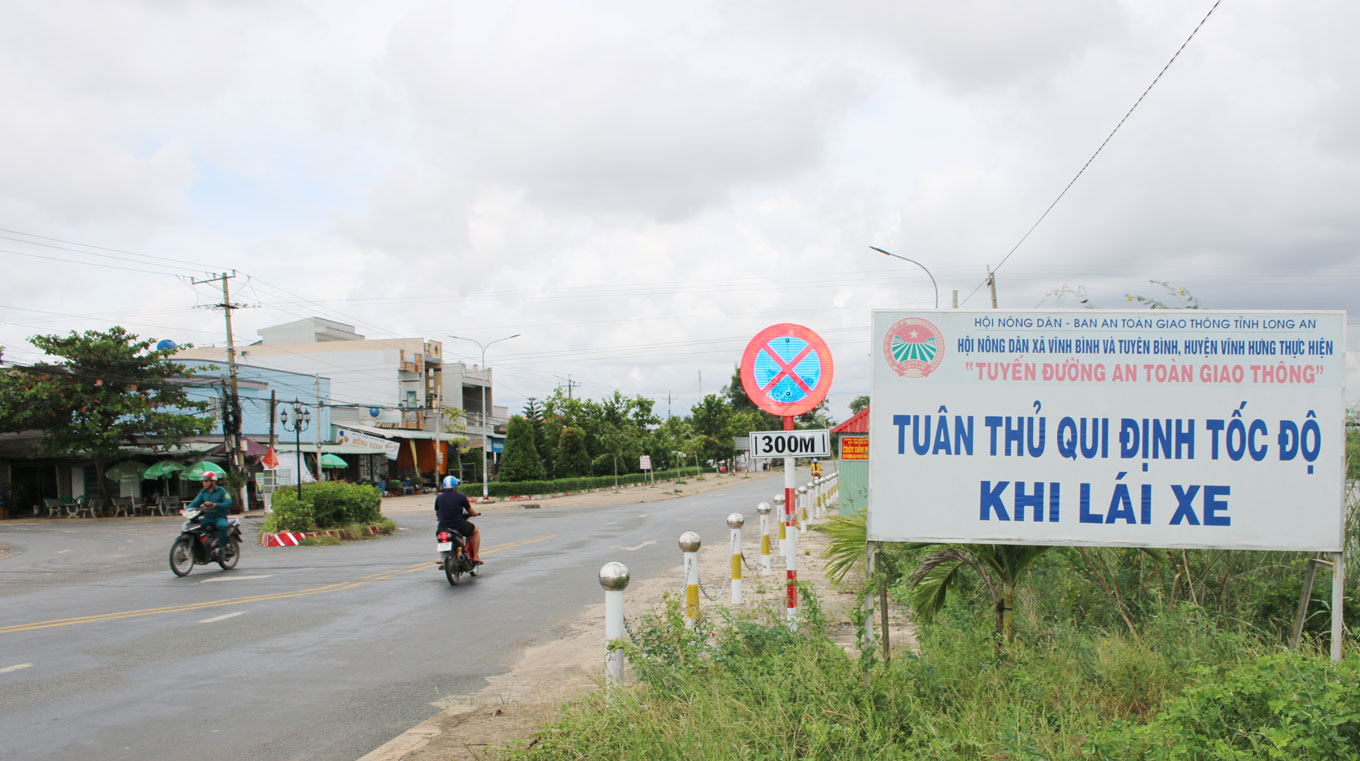 HỘI NÔNG DÂN - BAN AN TOÀN GIAO THÔNG TỈNH LONG AN
HỘI NÔNG DÂN XÃ VĨNH BÌNH VÀ TUYÊN BÌNH, HUYỆN VĨNH HƯNG THỰC HIỆN
"TUYẾN ĐƯỜNG AN TOÀN GIAO THÔNG"
TUÂN THỦ QUI ĐỊNH TỐC ĐỘ
KHI LÁI XE
300M